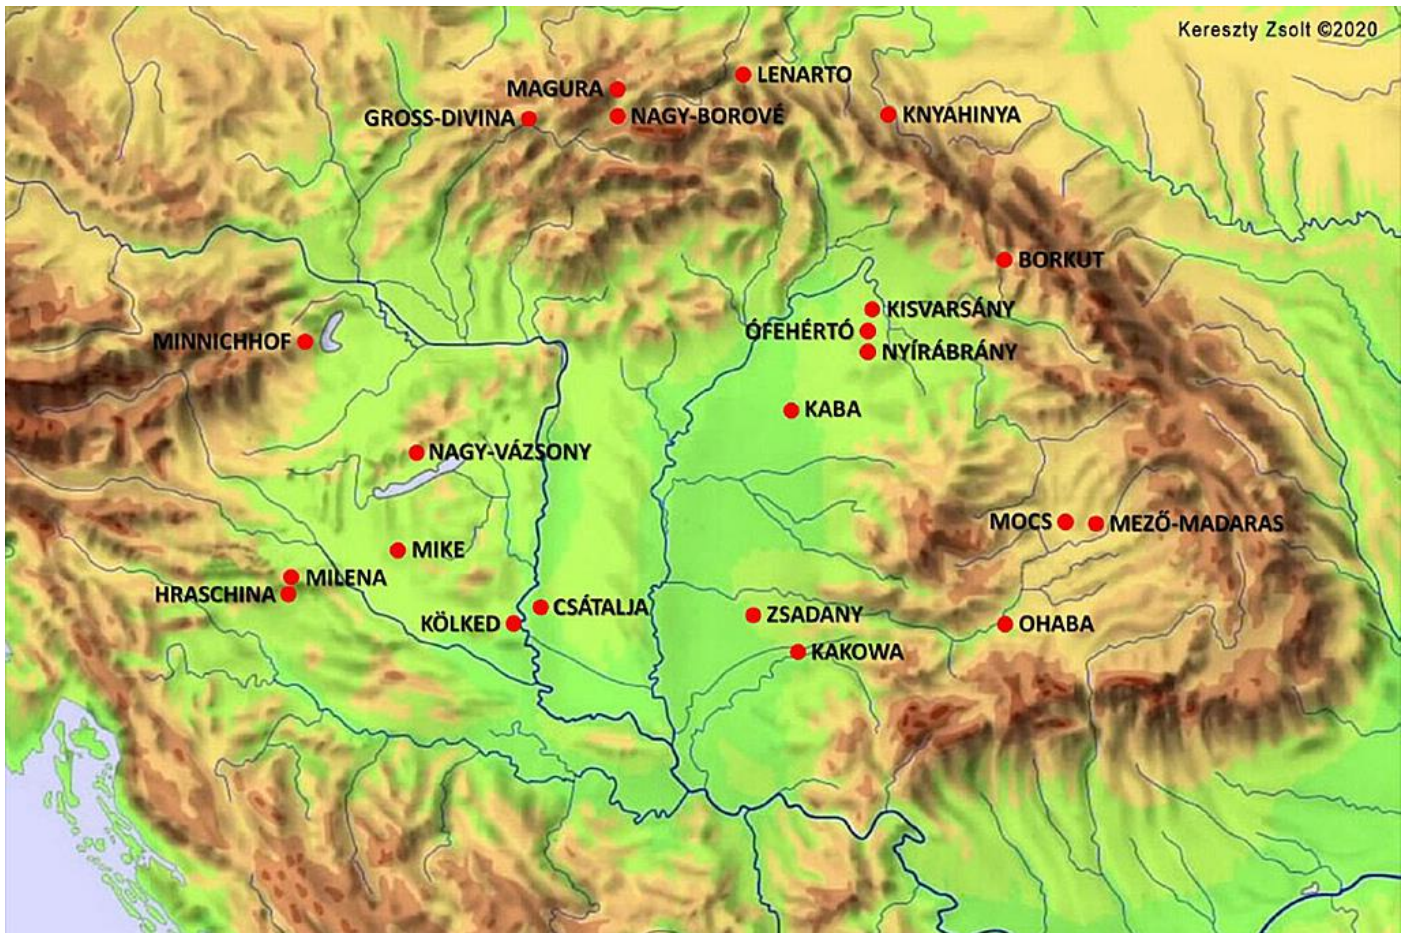 Kereszty Zsolt ©2020
LENARTO
MAGURA
GROSS-DIVINA
NAGY-BOROVÉ
KNYAHINYA
BORKUT
KISVARSÁNY
ÓFEHÉRTÓ
MINNICHHOF
NYÍRÁBRÁNY
KABA
NAGY-VÁZSONY
MOCS
MEZŐ-MADARAS
MIKE
MILENA
HRASCHINA
CSÁTALJA
KÖLKED
ZSADANY
OHABA
KAKOWA